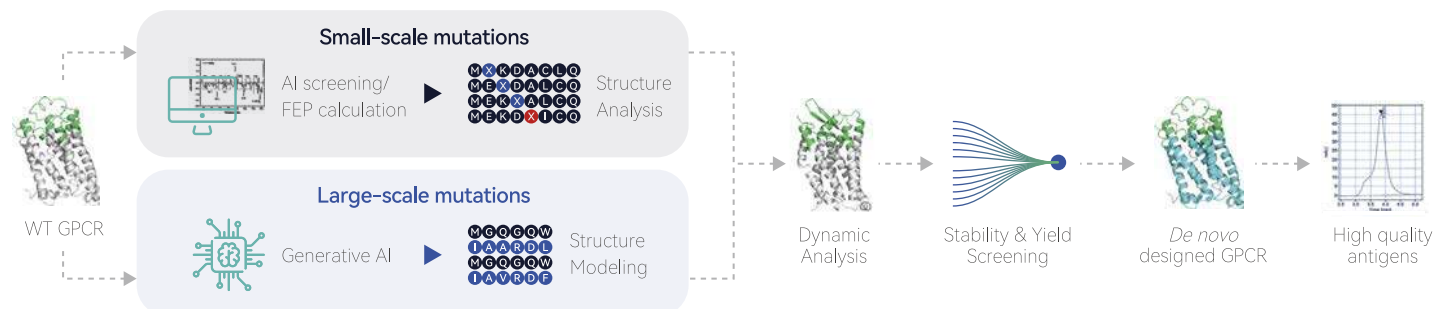 Small-scale mutations
AI screening/
FEP calculation
MXKDACLQ
MEXDALCQ
MEKXALCQ
MEKDXICQ
Structure
Analysis
WT GPCR
Large-scale mutations
Generative AI
MGQGQW
IAARDL
MGQGQW
IAVRDF
Structure
Modeling
Dynamic
Analysis
Stability & Yield
Screening
De novo
designed GPCR
High quality
antigens